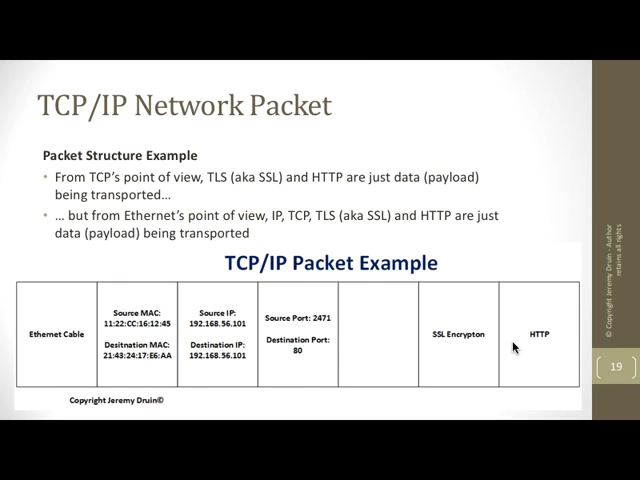 TCP/IP Network Packet
Packet Structure Example
• From TCP's point of view, TLS (aka SSL) and HTTP are just data (payload)
being transported…
• … but from Ethernet's point of view, IP, TCP, TLS (aka SSL) and HTTP are just
data (payload) being transported
TCP/IP Packet Example
Ethernet Cable
Source MAC:
11:22:CC:16:12:45
Desitnation MAC:
21:43:24:17:E6:AA
Source IP:
192.168.56.101
Destination IP:
192.168.56.101
Source Port: 2471
Destination Port:
80
SSL Encrypton
HTTP
Copyright Jeremy Druin©
© Copyright Jeremy Druin - Author
retains all rights
19